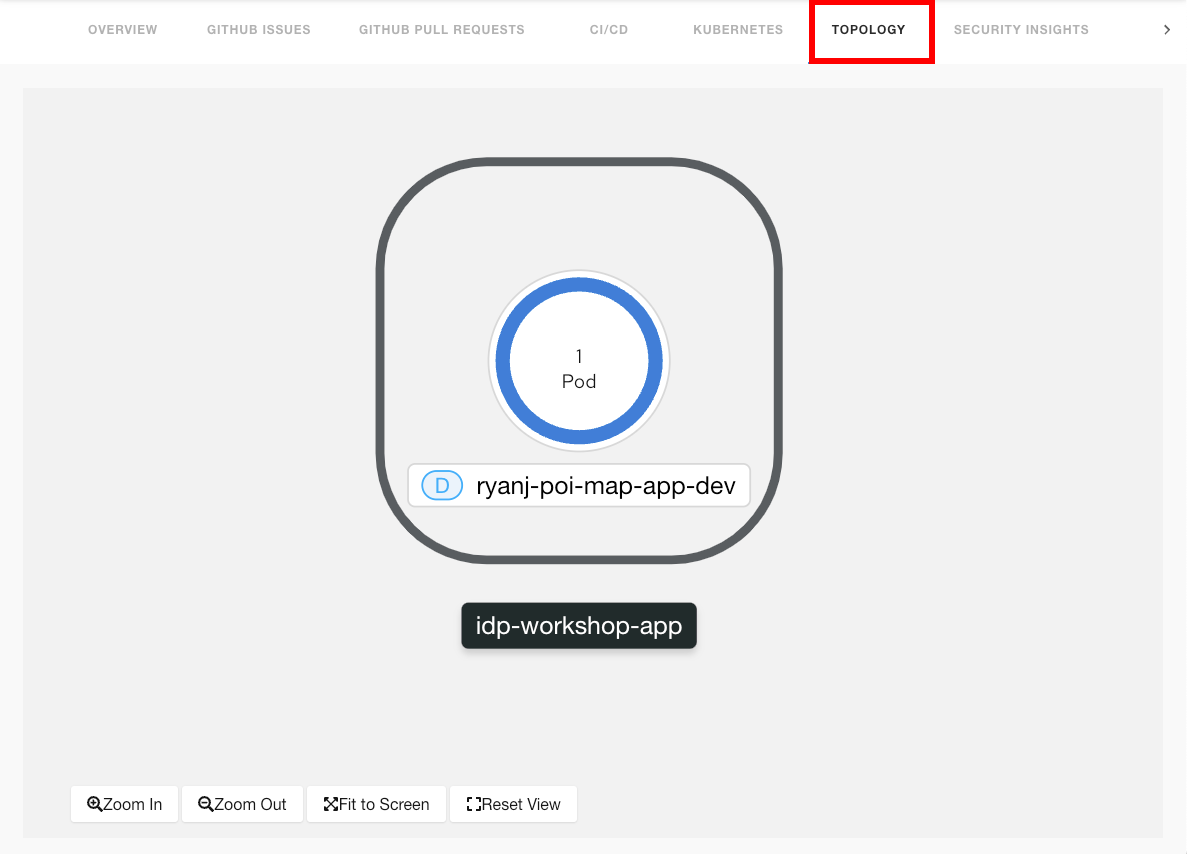 OVERVIEW GITHUB ISSUES GITHUB PULL REQUESTS CI/CD KUBERNETES TOPOLOGY SECURITY INSIGHTS
1
Pod
D ryanj-poi-map-app-dev
idp-workshop-app
Zoom In Zoom Out Fit to Screen Reset View